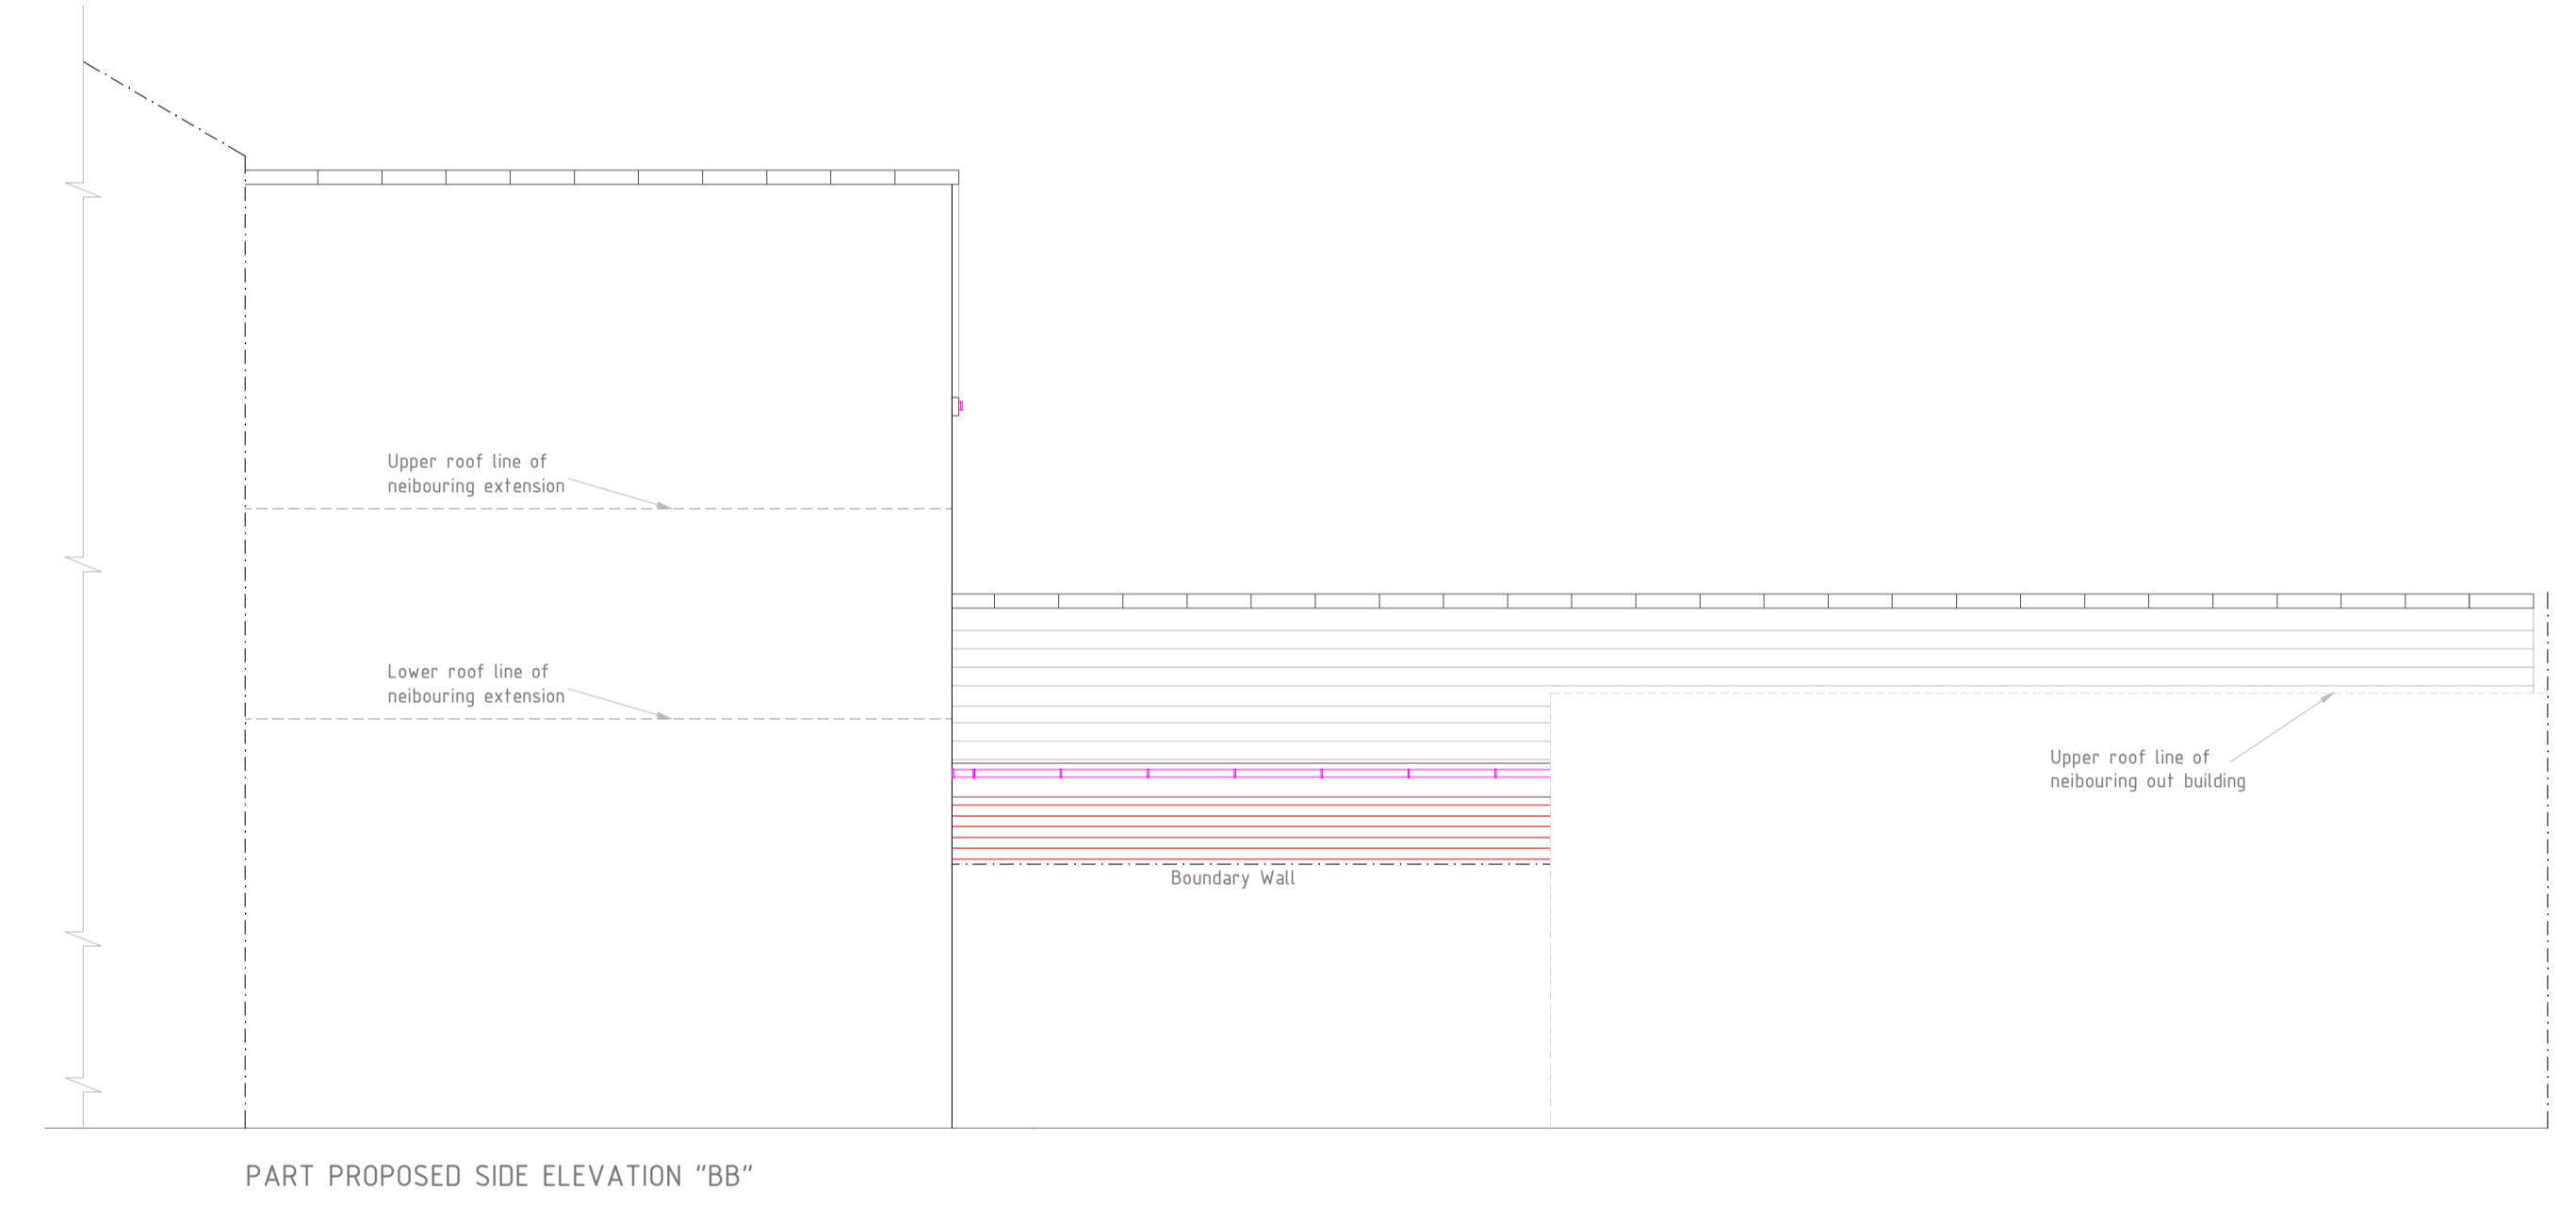 Upper roof line of
neibouring extension
Lower roof line of
neibouring extension
Upper roof line of
neibouring out building
Boundary Wall
PART PROPOSED SIDE ELEVATION "BB"